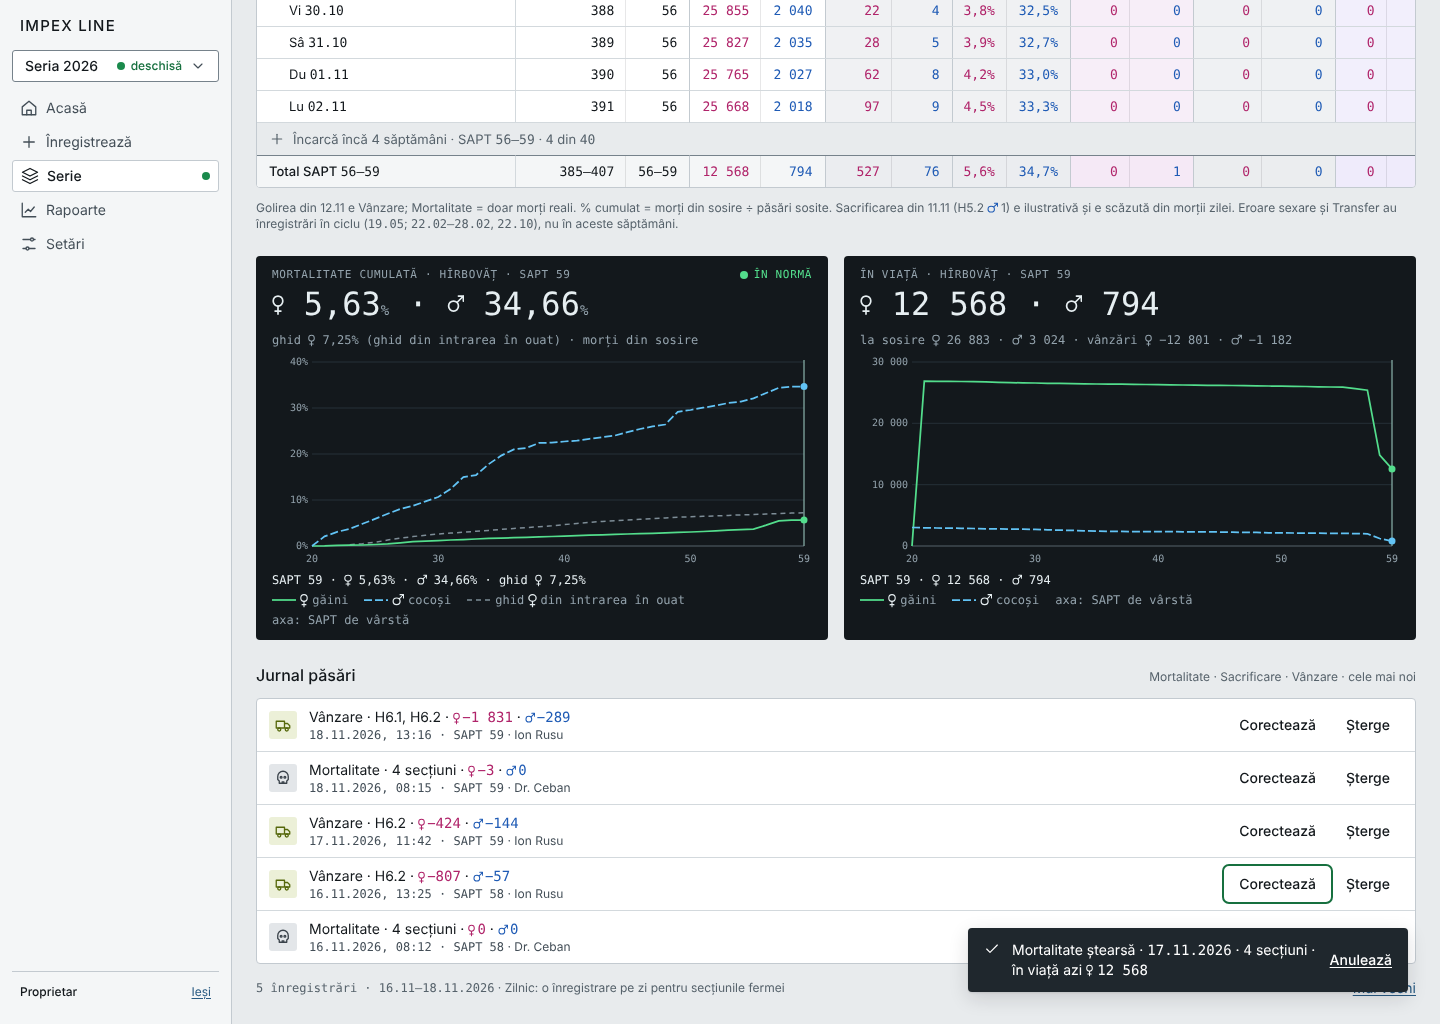 IMPEX LINE
Seria 2026 deschisă
Acasă
Înregistrează
Serie
Rapoarte
Setări
Proprietar Ieși
Vi 30.10 388 56 25 855 2 040 22 4 3,8% 32,5% 0 0 0 0 0
Sâ 31.10 389 56 25 827 2 035 28 5 3,9% 32,7% 0 0 0 0 0
Du 01.11 390 56 25 765 2 027 62 8 4,2% 33,0% 0 0 0 0 0
Lu 02.11 391 56 25 668 2 018 97 9 4,5% 33,3% 0 0 0 0 0
Încarcă încă 4 săptămâni · SAPT 56–59 · 4 din 40
Total SAPT 56–59 385–407 56–59 12 568 794 527 76 5,6% 34,7% 0 1 0 0 0
Golirea din 12.11 e Vânzare; Mortalitate = doar morți reali. % cumulat = morți din sosire ÷ păsări sosite. Sacrificarea din 11.11 (H5.2 ♂ 1) e ilustrativă și e scăzută din morții zilei. Eroare sexare și Transfer au
înregistrări în ciclu (19.05; 22.02–28.02, 22.10), nu în aceste săptămâni.
MORTALITATE CUMULATĂ · HÎRBOVĂȚ · SAPT 59 ÎN NORMĂ
♀ 5,63% · ♂ 34,66%
ghid ♀ 7,25% (ghid din intrarea în ouat) · morți din sosire
40%
30%
20%
10%
0%
20 30 40 50 59
SAPT 59 · ♀ 5,63% · ♂ 34,66% · ghid ♀ 7,25%
♀ găini ♂ cocoși ghid ♀ din intrarea în ouat
axa: SAPT de vârstă
ÎN VIAȚĂ · HÎRBOVĂȚ · SAPT 59
♀ 12 568 · ♂ 794
la sosire ♀ 26 883 · ♂ 3 024 · vânzări ♀ −12 801 · ♂ −1 182
30 000
20 000
10 000
0
20 30 40 50 59
SAPT 59 · ♀ 12 568 · ♂ 794
♀ găini ♂ cocoși axa: SAPT de vârstă
Jurnal păsări Mortalitate · Sacrificare · Vânzare · cele mai noi
Vânzare · H6.1, H6.2 · ♀ −1 831 · ♂ −289 Corectează Șterge
18.11.2026, 13:16 · SAPT 59 · Ion Rusu
Mortalitate · 4 secțiuni · ♀ −3 · ♂ 0 Corectează Șterge
18.11.2026, 08:15 · SAPT 59 · Dr. Ceban
Vânzare · H6.2 · ♀ −424 · ♂ −144 Corectează Șterge
17.11.2026, 11:42 · SAPT 59 · Ion Rusu
Vânzare · H6.2 · ♀ −807 · ♂ −57 Corectează Șterge
16.11.2026, 13:25 · SAPT 58 · Ion Rusu
Mortalitate · 4 secțiuni · ♀ 0 · ♂ 0
16.11.2026, 08:12 · SAPT 58 · Dr. Ceban
Mortalitate ștearsă · 17.11.2026 · 4 secțiuni ·
în viață azi ♀ 12 568 Anulează
5 înregistrări · 16.11–18.11.2026 · Zilnic: o înregistrare pe zi pentru secțiunile fermei